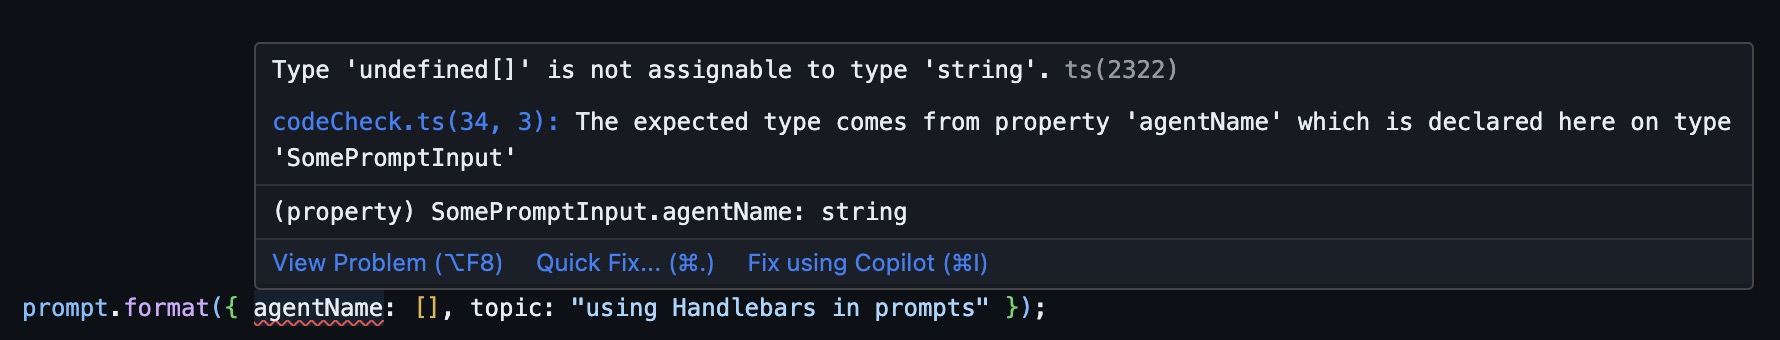 Type 'undefined[]' is not assignable to type 'string'. ts(2322)
codeCheck.ts(34, 3): The expected type comes from property 'agentName' which is declared here on type
'SomePromptInput'
(property) SomePromptInput.agentName: string
View Problem (⌥F8) Quick Fix... (⌘.) Fix using Copilot (⌘I)
prompt.format({ agentName: [], topic: "using Handlebars in prompts" });